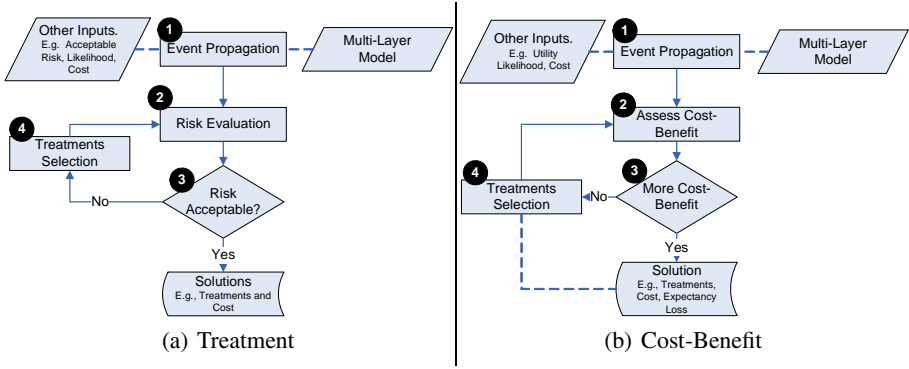 Other Inputs.
E.g. Acceptable
Risk, Likelihood,
Cost
1
Event Propagation
Multi-Layer
Model
2
Risk Evaluation
4
Treatments
Selection
3
Risk
Acceptable?
No
Yes
Solutions
E.g., Treatments and
Cost
(a) Treatment
Other Inputs.
E.g. Utility
Likelihood, Cost
1
Event Propagation
Multi-Layer
Model
2
Assess Cost-
Benefit
4
Treatments
Selection
3
More Cost-
Benefit
No
Yes
Solution
E.g., Treatments,
Cost, Expectancy
Loss
(b) Cost-Benefit